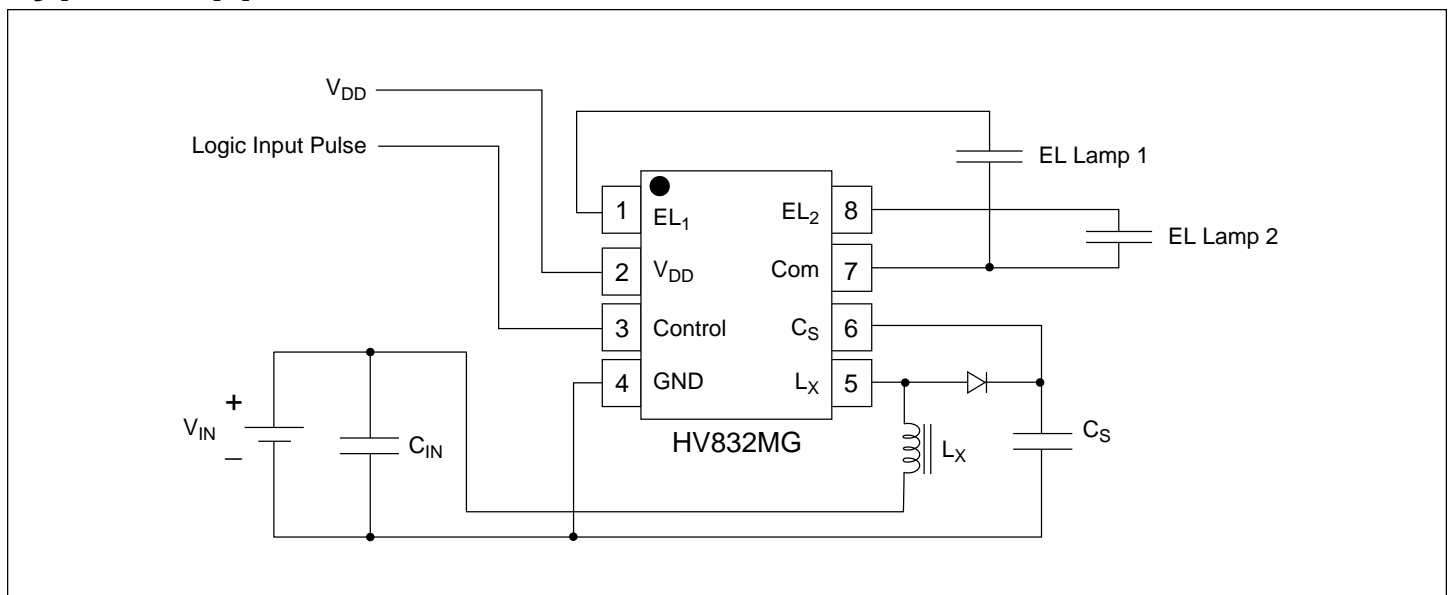 V_DD
Logic Input Pulse
EL Lamp 1
EL Lamp 2
1 EL_1 EL_2 8
2 V_DD Com 7
3 Control C_S 6
4 GND L_X 5
HV832MG
+
V_IN
–
C_IN
L_X
C_S